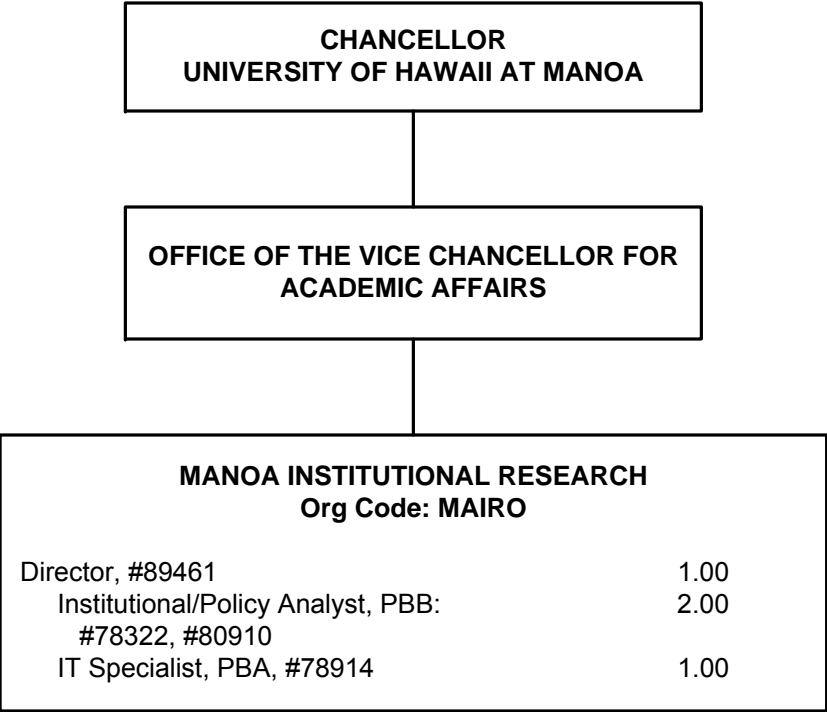 CHANCELLOR
UNIVERSITY OF HAWAII AT MANOA
OFFICE OF THE VICE CHANCELLOR FOR
ACADEMIC AFFAIRS
MANOA INSTITUTIONAL RESEARCH
Org Code: MAIRO
Director, #89461 1.00
Institutional/Policy Analyst, PBB: 2.00
#78322, #80910
IT Specialist, PBA, #78914 1.00